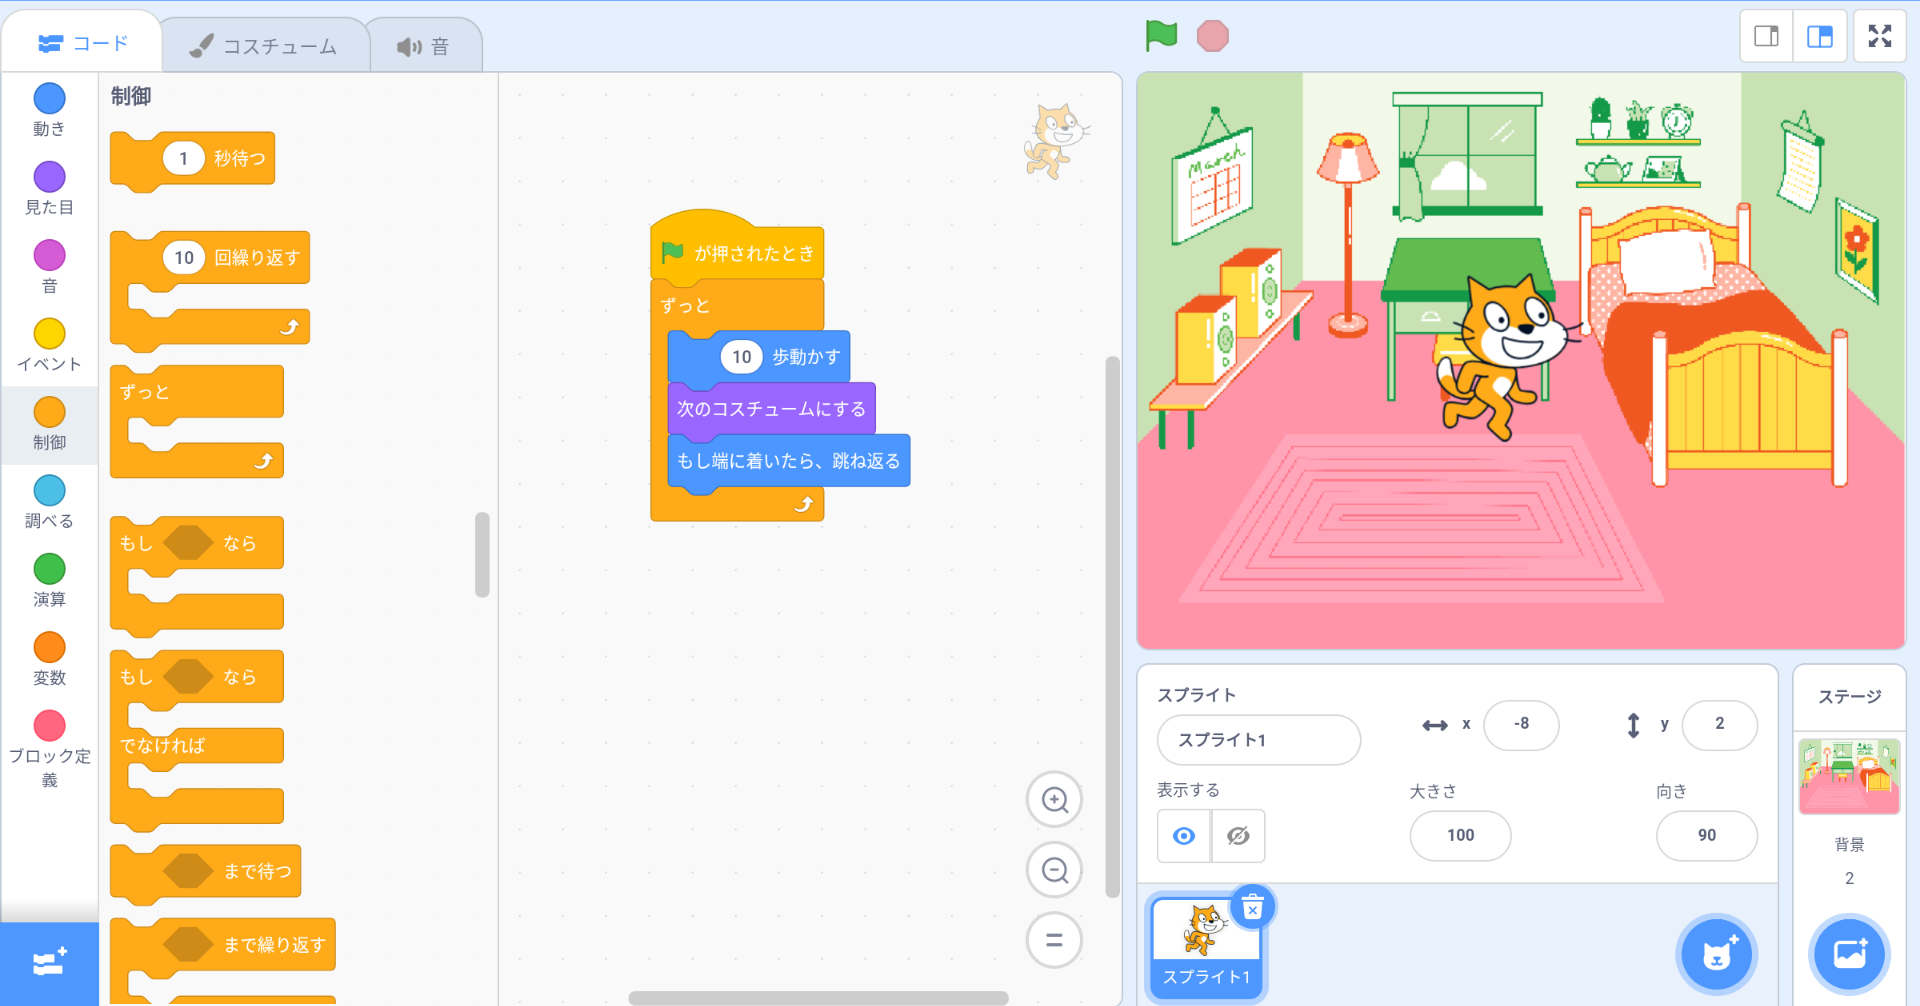 コード
コスチューム
音
動き
見た目
音
イベント
制御
調べる
演算
変数
ブロック定
義
制御
1 秒待つ
10 回繰り返す
ずっと
もし なら
もし なら
でなければ
まで待つ
まで繰り返す
が押されたとき
ずっと
10 歩動かす
次のコスチュームにする
もし端に着いたら、跳ね返る
March
スプライト
スプライト1
x -8
y 2
表示する
大きさ
100
向き
90
スプライト1
ステージ
背景
2